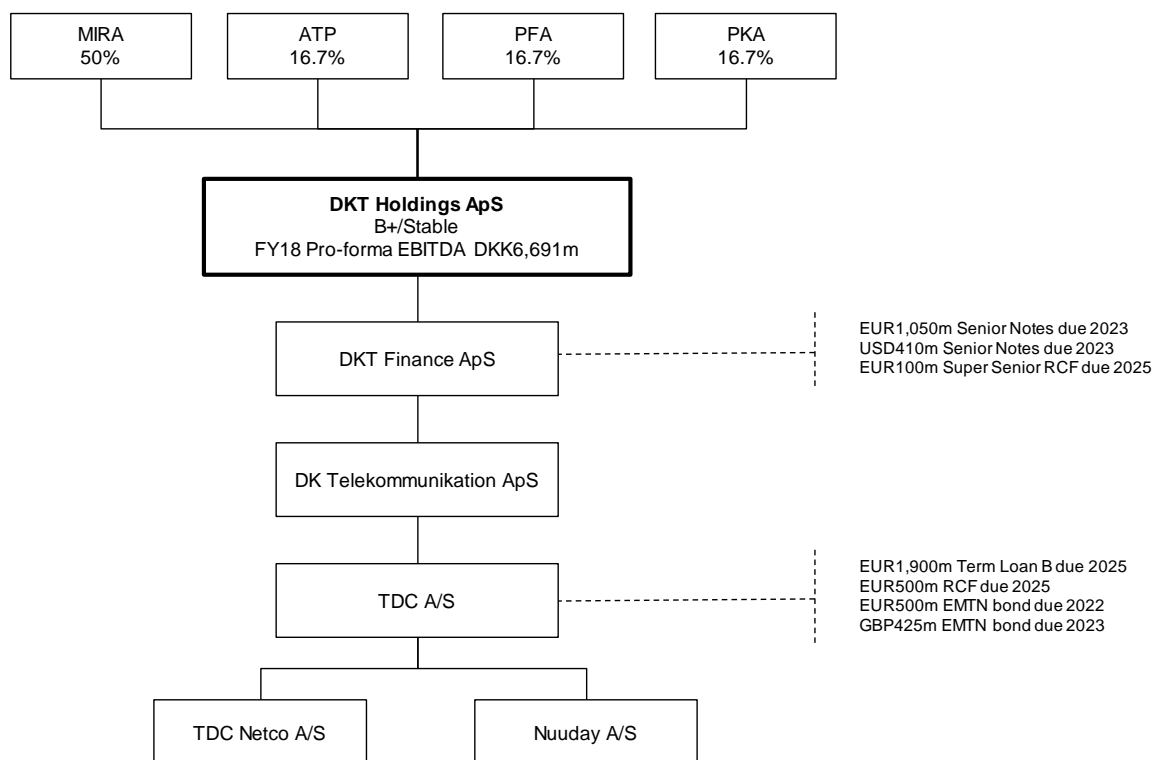 MIRA
50%
ATP
16.7%
PFA
16.7%
PKA
16.7%
DKT Holdings ApS
B+/Stable
FY18 Pro-forma EBITDA DKK6,691m
DKT Finance ApS
EUR1,050m Senior Notes due 2023
USD410m Senior Notes due 2023
EUR100m Super Senior RCF due 2025
DK Telekommunikation ApS
TDC A/S
EUR1,900m Term Loan B due 2025
EUR500m RCF due 2025
EUR500m EMTN bond due 2022
GBP425m EMTN bond due 2023
TDC Netco A/S
Nuuday A/S